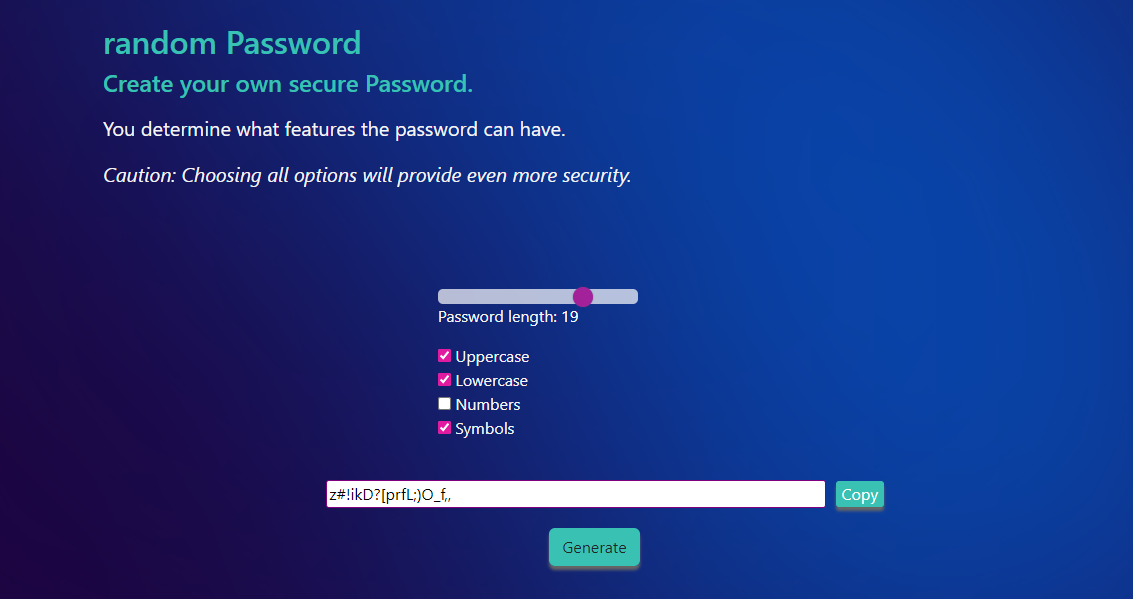 random Password
Create your own secure Password.
You determine what features the password can have.
Caution: Choosing all options will provide even more security.
Password length: 19
Uppercase
Lowercase
Numbers
Symbols
z#!ikD?[prfL;)O_f,,
Copy
Generate